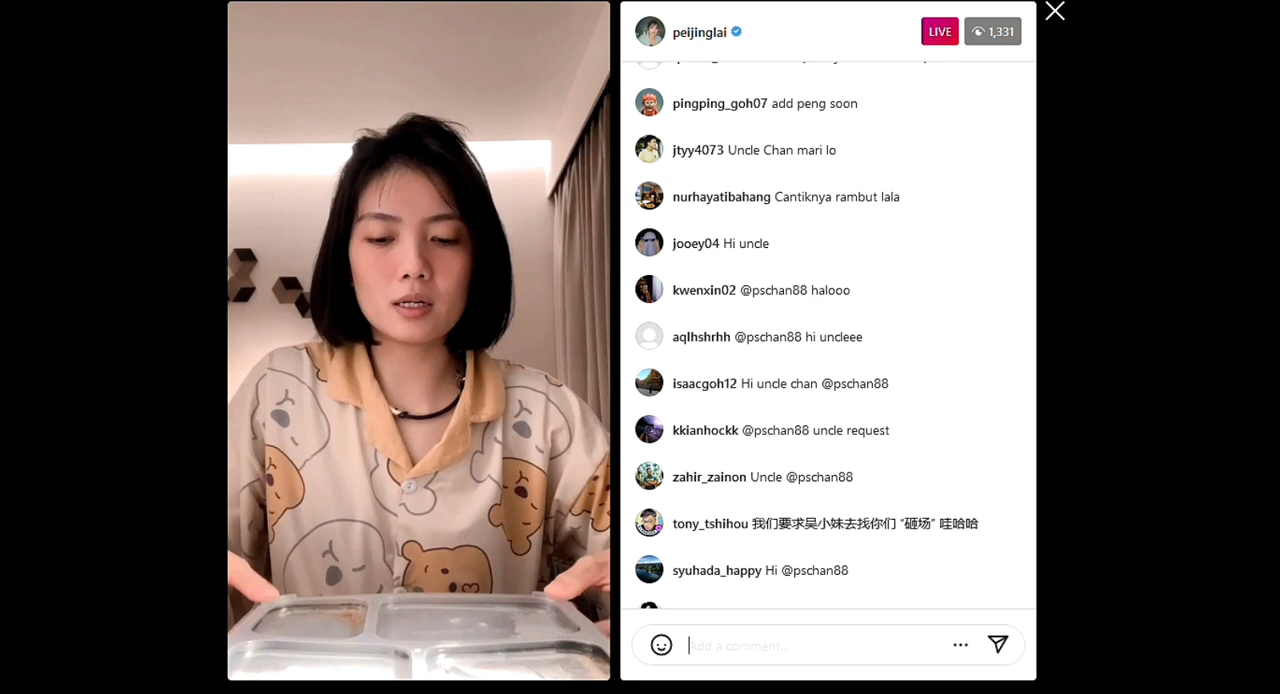 peijinglai
LIVE
1,331
pingping_goh07 add peng soon
jtyy4073 Uncle Chan mari lo
nurhayatibahang Cantiknya rambut lala
jooey04 Hi uncle
kwenxin02 @pschan88 halooo
aqlhshrhh @pschan88 hi uncleee
isaacgoh12 Hi uncle chan @pschan88
kkianhockk @pschan88 uncle request
zahir_zainon Uncle @pschan88
tony_tshihou 我们要求吴小妹去找你们 “砸场” 哇哈哈
syuhada_happy Hi @pschan88
Add a comment...